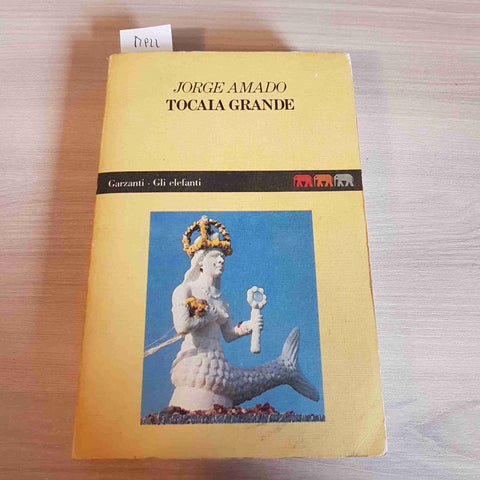 JORGE AMADO
TOCAIA GRANDE
Garzanti - Gli elefanti